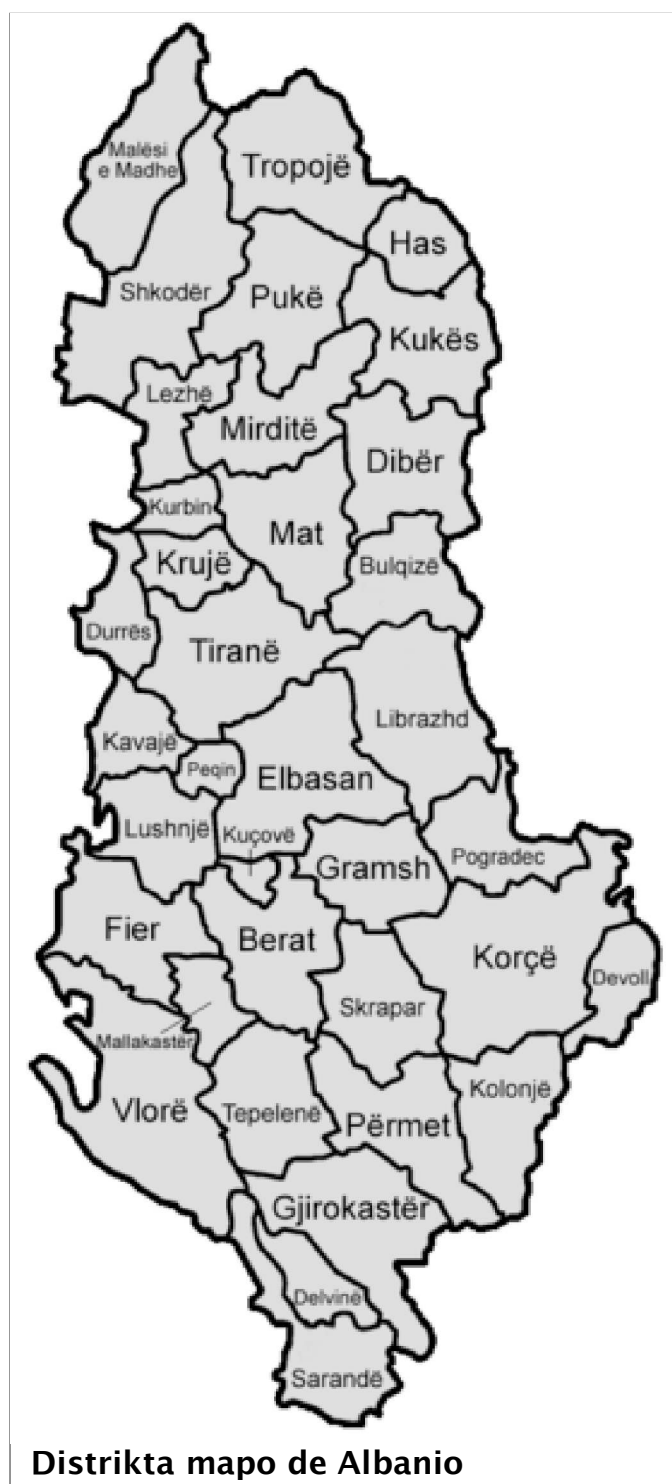 Malësi
e Madhe
Tropojë
Has
Shkodër
Pukë
Kukës
Lezhë
Mirditë
Dibër
Kurbin
Mat
Krujë
Bulqizë
Durrës
Tiranë
Librazhd
Kavajë
Peqin
Elbasan
Lushnjë
Kuçovë
Gramsh
Pogradec
Fier
Berat
Korçë
Devoll
Skrapar
Mallakastër
Kolonjë
Vlorë
Tepelenë
Përmet
Gjirokastër
Delvinë
Sarandë
Distrikta mapo de Albanio